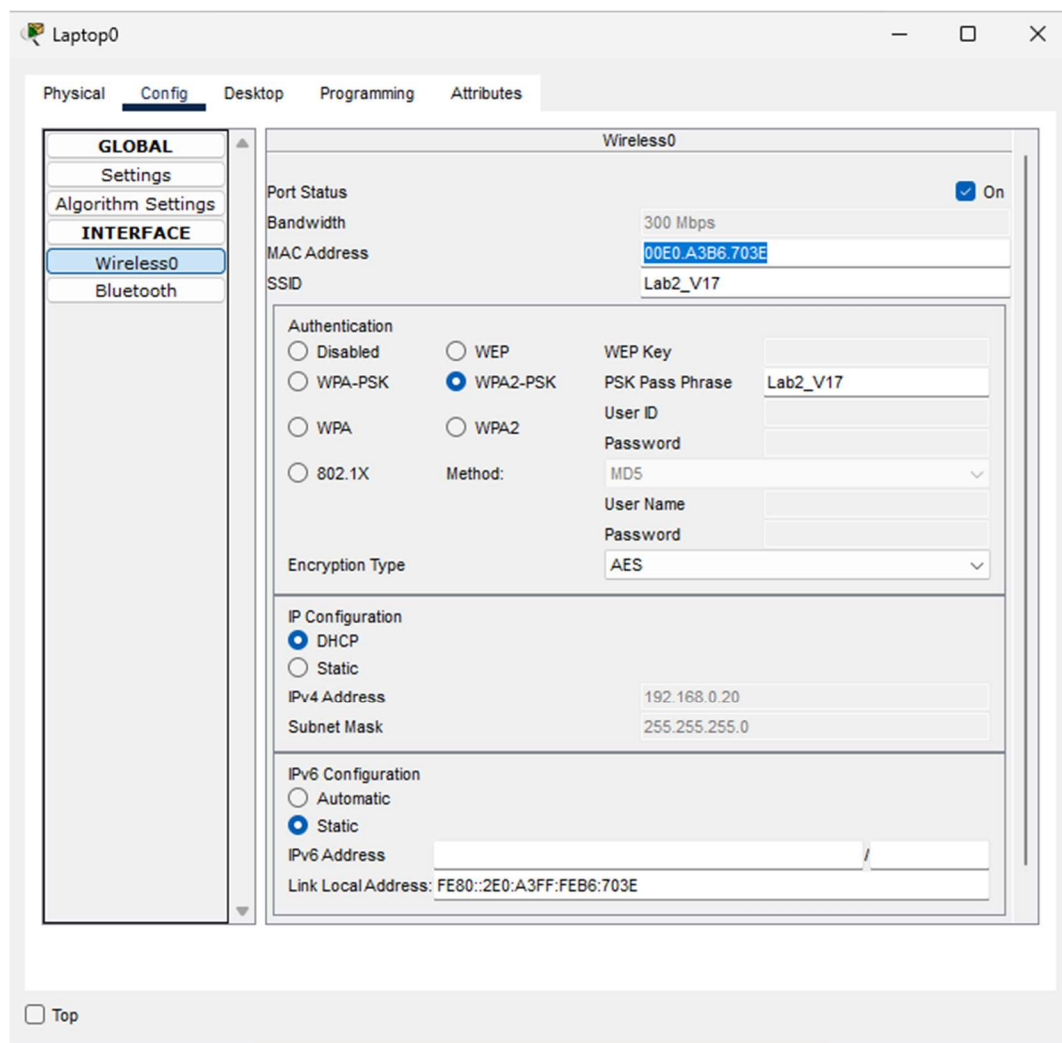 Laptop0
Physical Config Desktop Programming Attributes
GLOBAL
Settings
Algorithm Settings
INTERFACE
Wireless0
Bluetooth
Wireless0
Port Status On
Bandwidth 300 Mbps
MAC Address 00E0.A3B6.703E
SSID Lab2_V17
Authentication
Disabled WEP WEP Key
WPA-PSK WPA2-PSK PSK Pass Phrase Lab2_V17
User ID
WPA WPA2
Password
802.1X Method: MD5
User Name
Password
Encryption Type AES
IP Configuration
DHCP
Static
IPv4 Address 192.168.0.20
Subnet Mask 255.255.255.0
IPv6 Configuration
Automatic
Static
IPv6 Address /
Link Local Address: FE80::2E0:A3FF:FEB6:703E
Top